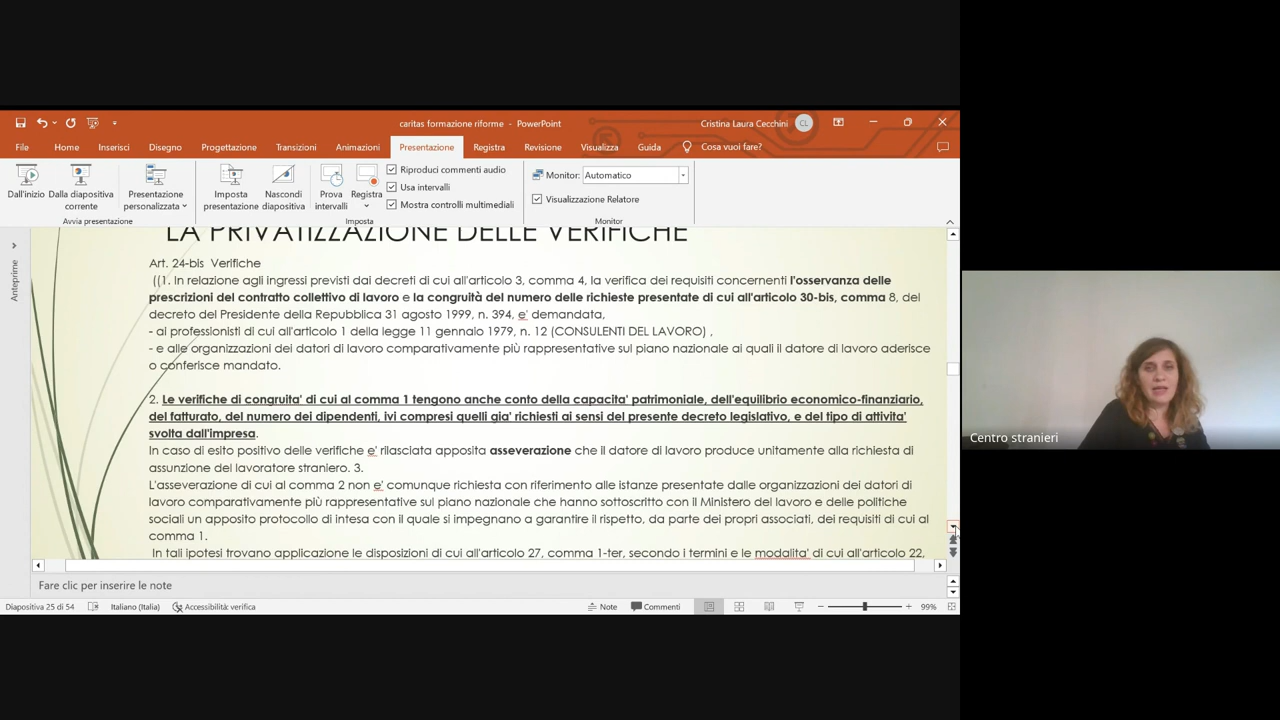 caritas formazione riforme - PowerPoint
Cristina Laura Cecchini
CL
File Home Inserisci Disegno Progettazione Transizioni Animazioni Presentazione Registra Revisione Visualizza Guida Cosa vuoi fare?
Dall'inizio
Dalla diapositiva corrente
Presentazione personalizzata
Avvia presentazione
Imposta presentazione
Nascondi diapositiva
Prova intervalli
Registra
Riproduci commenti audio
Usa intervalli
Mostra controlli multimediali
Imposta
Monitor: Automatico
Visualizzazione Relatore
Monitor
Anteprime
LA PRIVATIZZAZIONE DELLE VERIFICHE
Art. 24-bis Verifiche
((1. In relazione agli ingressi previsti dai decreti di cui all'articolo 3, comma 4, la verifica dei requisiti concernenti l'osservanza delle
prescrizioni del contratto collettivo di lavoro e la congruità del numero delle richieste presentate di cui all'articolo 30-bis, comma 8, del
decreto del Presidente della Repubblica 31 agosto 1999, n. 394, e' demandata,
- ai professionisti di cui all'articolo 1 della legge 11 gennaio 1979, n. 12 (CONSULENTI DEL LAVORO) ,
- e alle organizzazioni dei datori di lavoro comparativamente più rappresentative sul piano nazionale ai quali il datore di lavoro aderisce
o conferisce mandato.
2. Le verifiche di congruita' di cui al comma 1 tengono anche conto della capacita' patrimoniale, dell'equilibrio economico-finanziario,
del fatturato, del numero dei dipendenti, ivi compresi quelli gia' richiesti ai sensi del presente decreto legislativo, e del tipo di attivita'
svolta dall'impresa.
In caso di esito positivo delle verifiche e' rilasciata apposita asseverazione che il datore di lavoro produce unitamente alla richiesta di
assunzione del lavoratore straniero. 3.
L'asseverazione di cui al comma 2 non e' comunque richiesta con riferimento alle istanze presentate dalle organizzazioni dei datori di
lavoro comparativamente più rappresentative sul piano nazionale che hanno sottoscritto con il Ministero del lavoro e delle politiche
sociali un apposito protocollo di intesa con il quale si impegnano a garantire il rispetto, da parte dei propri associati, dei requisiti di cui al
comma 1.
In tali ipotesi trovano applicazione le disposizioni di cui all'articolo 27, comma 1-ter, secondo i termini e le modalita' di cui all'articolo 22,
Fare clic per inserire le note
Diapositiva 25 di 54 Italiano (Italia) Accessibilità: verifica Note Commenti 99%
Centro stranieri